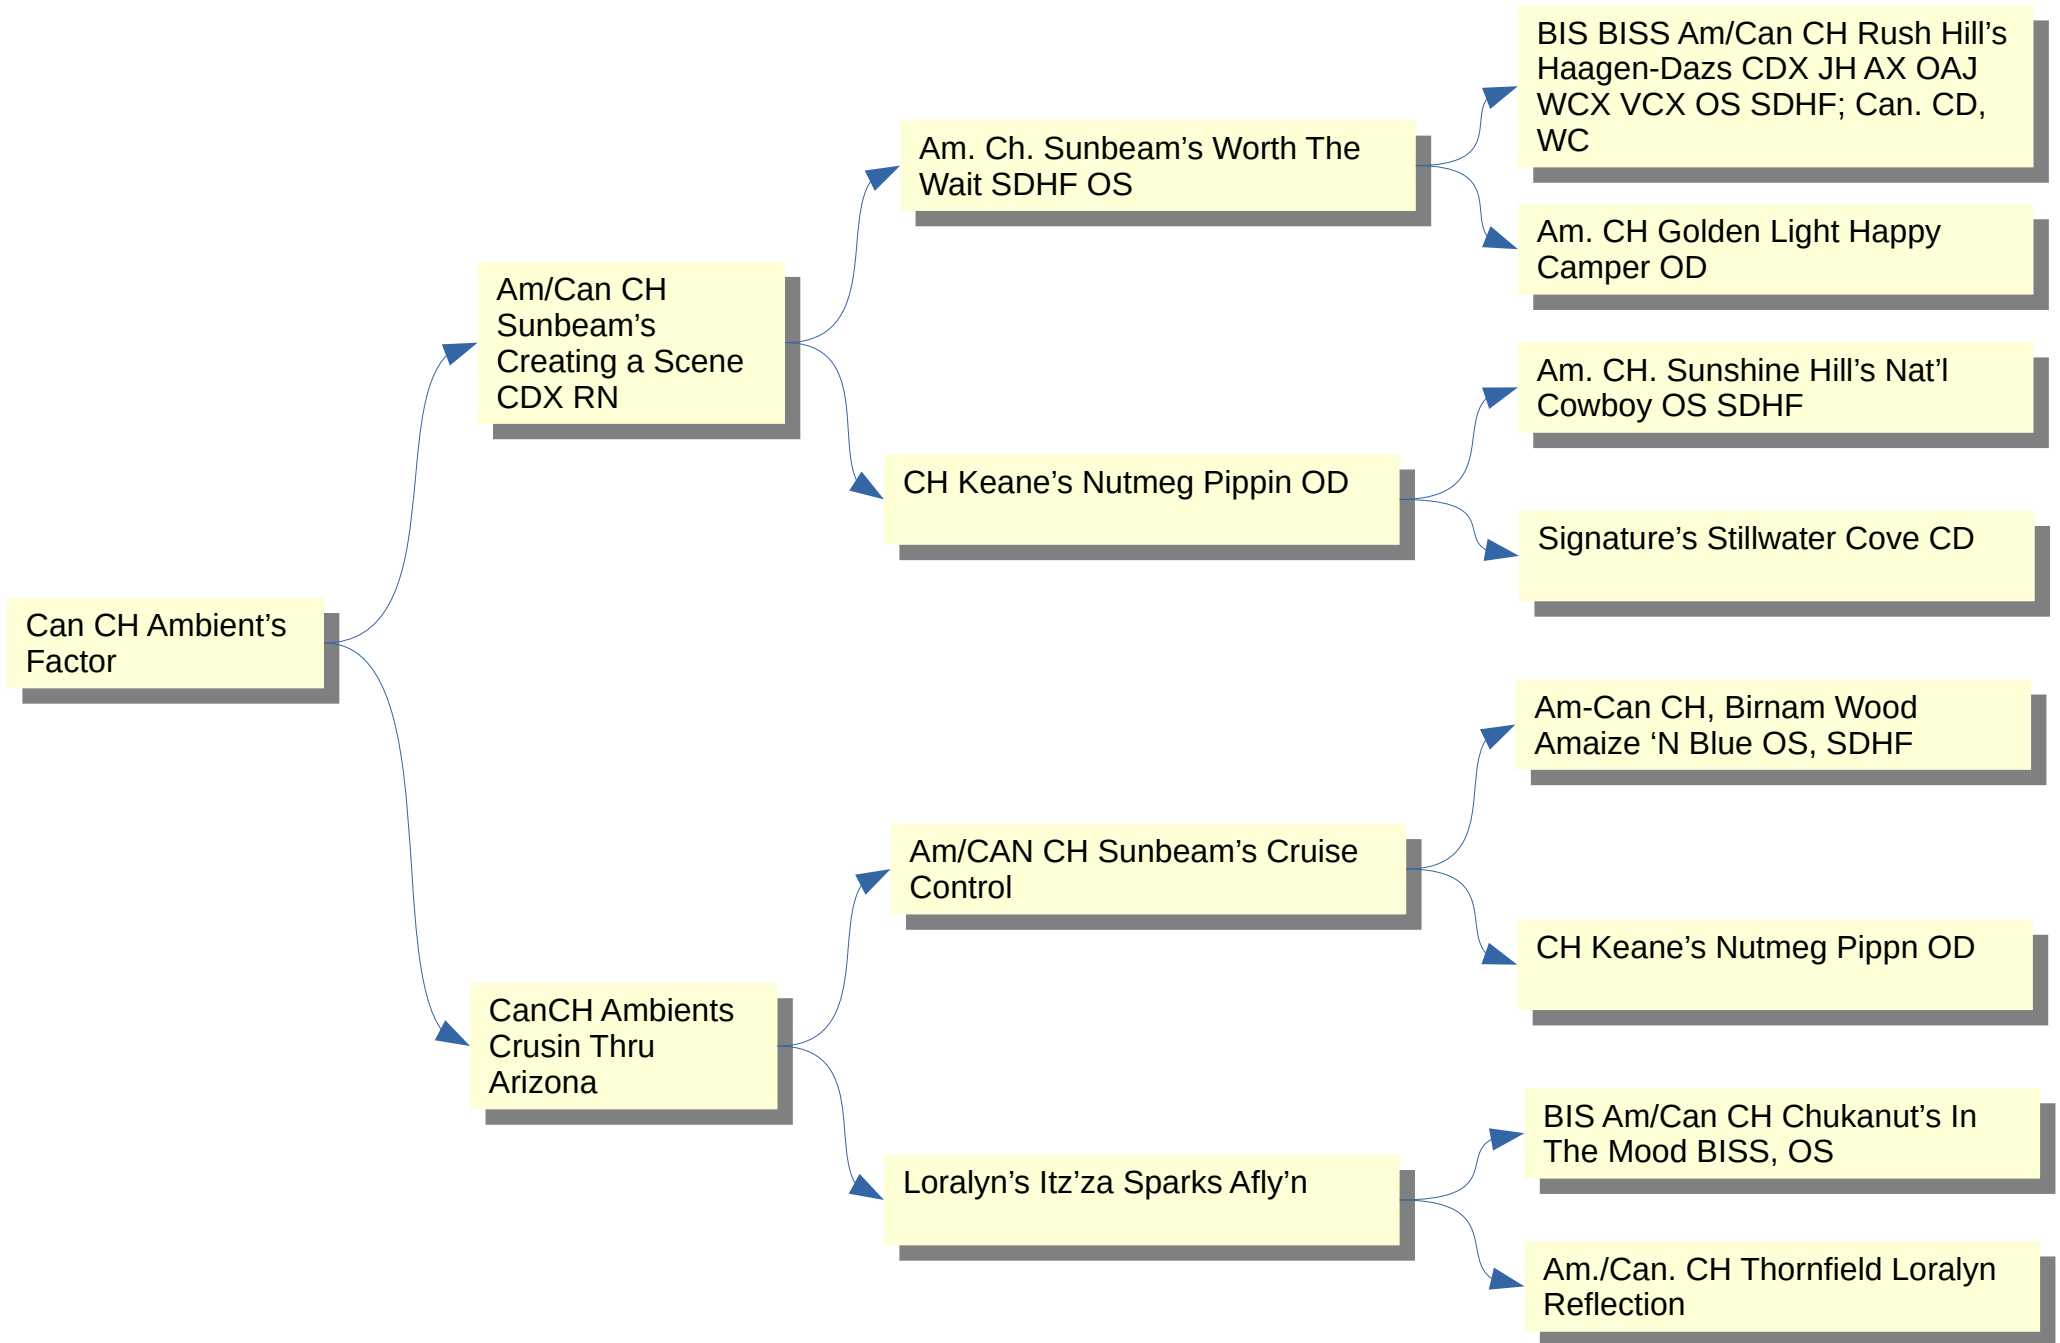 BIS BISS Am/Can CH Rush Hill’s
Haagen-Dazs CDX JH AX OAJ
WCX VCX OS SDHF; Can. CD,
WC
Am. Ch. Sunbeam’s Worth The
Wait SDHF OS
Am. CH Golden Light Happy
Camper OD
Am/Can CH
Sunbeam’s
Creating a Scene
CDX RN
Am. CH. Sunshine Hill’s Nat’l
Cowboy OS SDHF
CH Keane’s Nutmeg Pippin OD
Signature’s Stillwater Cove CD
Can CH Ambient’s
Factor
Am-Can CH, Birnam Wood
Amaize ‘N Blue OS, SDHF
Am/CAN CH Sunbeam’s Cruise
Control
CH Keane’s Nutmeg Pippn OD
CanCH Ambients
Crusin Thru
Arizona
BIS Am/Can CH Chukanut’s In
The Mood BISS, OS
Loralyn’s Itz’za Sparks Afly’n
Am./Can. CH Thornfield Loralyn
Reflection